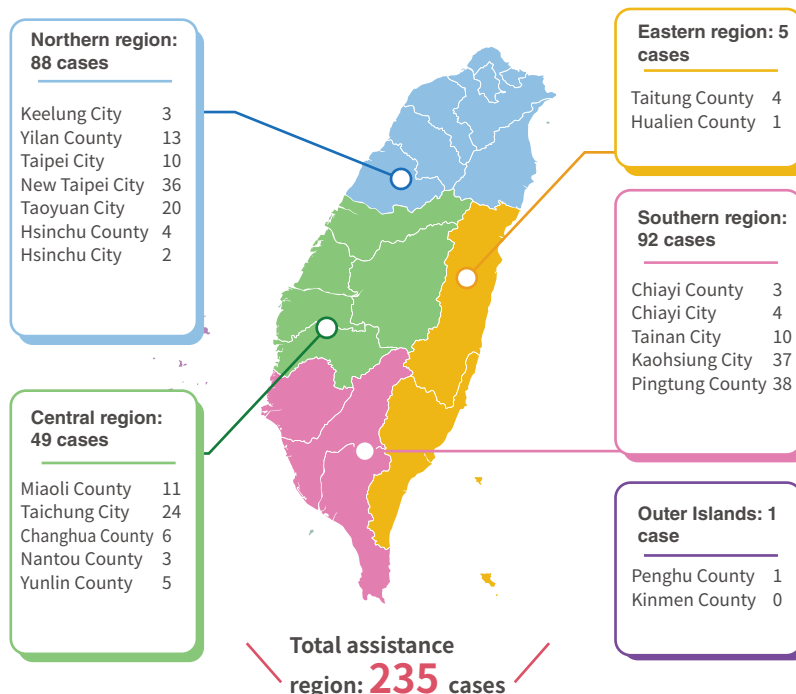 Northern region:
88 cases
Keelung City 3
Yilan County 13
Taipei City 10
New Taipei City 36
Taoyuan City 20
Hsinchu County 4
Hsinchu City 2
Central region:
49 cases
Miaoli County 11
Taichung City 24
Changhua County 6
Nantou County 3
Yunlin County 5
Eastern region: 5
cases
Taitung County 4
Hualien County 1
Southern region:
92 cases
Chiayi County 3
Chiayi City 4
Tainan City 10
Kaohsiung City 37
Pingtung County 38
Outer Islands: 1
case
Penghu County 1
Kinmen County 0
Total assistance
region: 235 cases